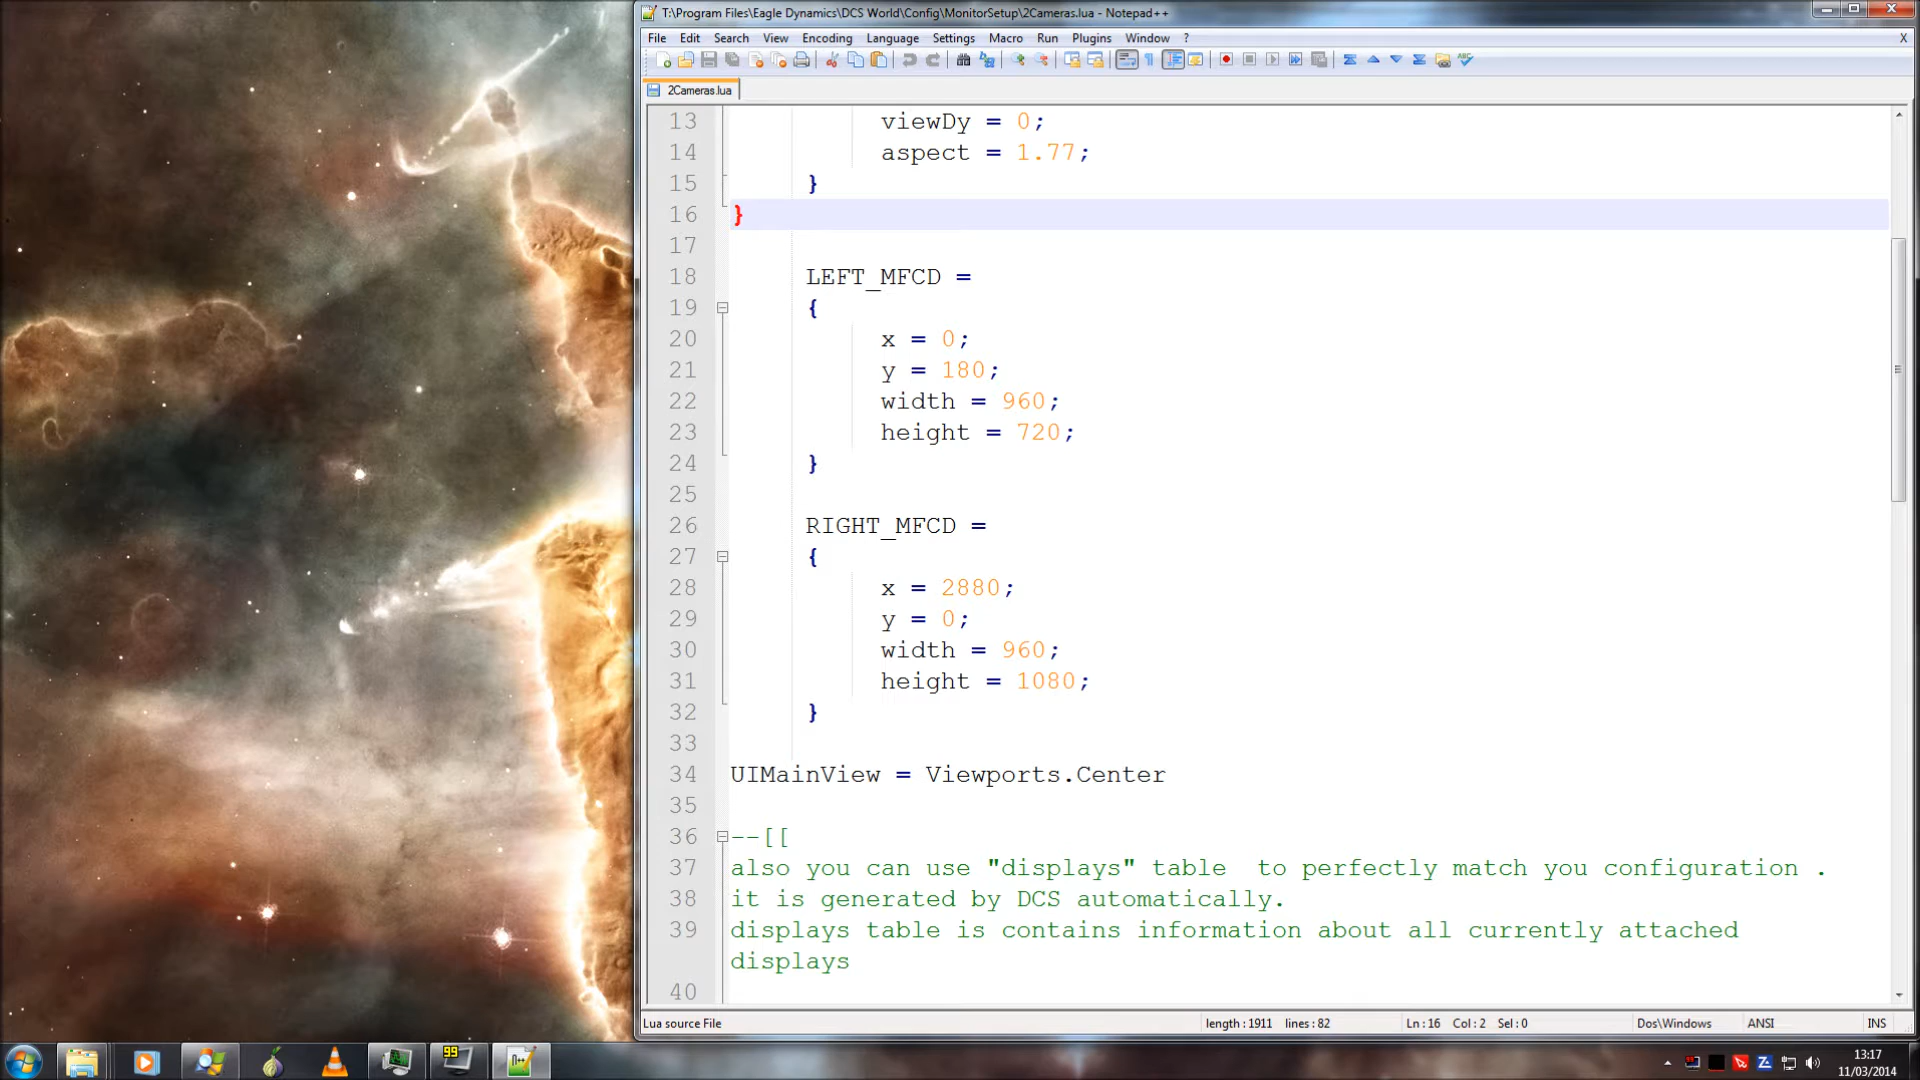 T:\Program Files\Eagle Dynamics\DCS World\Config\MonitorSetup\2Cameras.lua - Notepad++
File Edit Search View Encoding Language Settings Macro Run Plugins Window ? X
2Cameras.lua
13 viewDy = 0;
14 aspect = 1.77;
15 }
16 }
17
18 LEFT_MFCD =
19 {
20 x = 0;
21 y = 180;
22 width = 960;
23 height = 720;
24 }
25
26 RIGHT_MFCD =
27 {
28 x = 2880;
29 y = 0;
30 width = 960;
31 height = 1080;
32 }
33
34 UIMainView = Viewports.Center
35
36 --[[
37 also you can use "displays" table  to perfectly match you configuration .
38 it is generated by DCS automatically.
39 displays table is contains information about all currently attached
displays
40
Lua source File length : 1911 lines : 82 Ln : 16 Col : 2 Sel : 0 Dos\Windows ANSI INS
99
13:17
11/03/2014